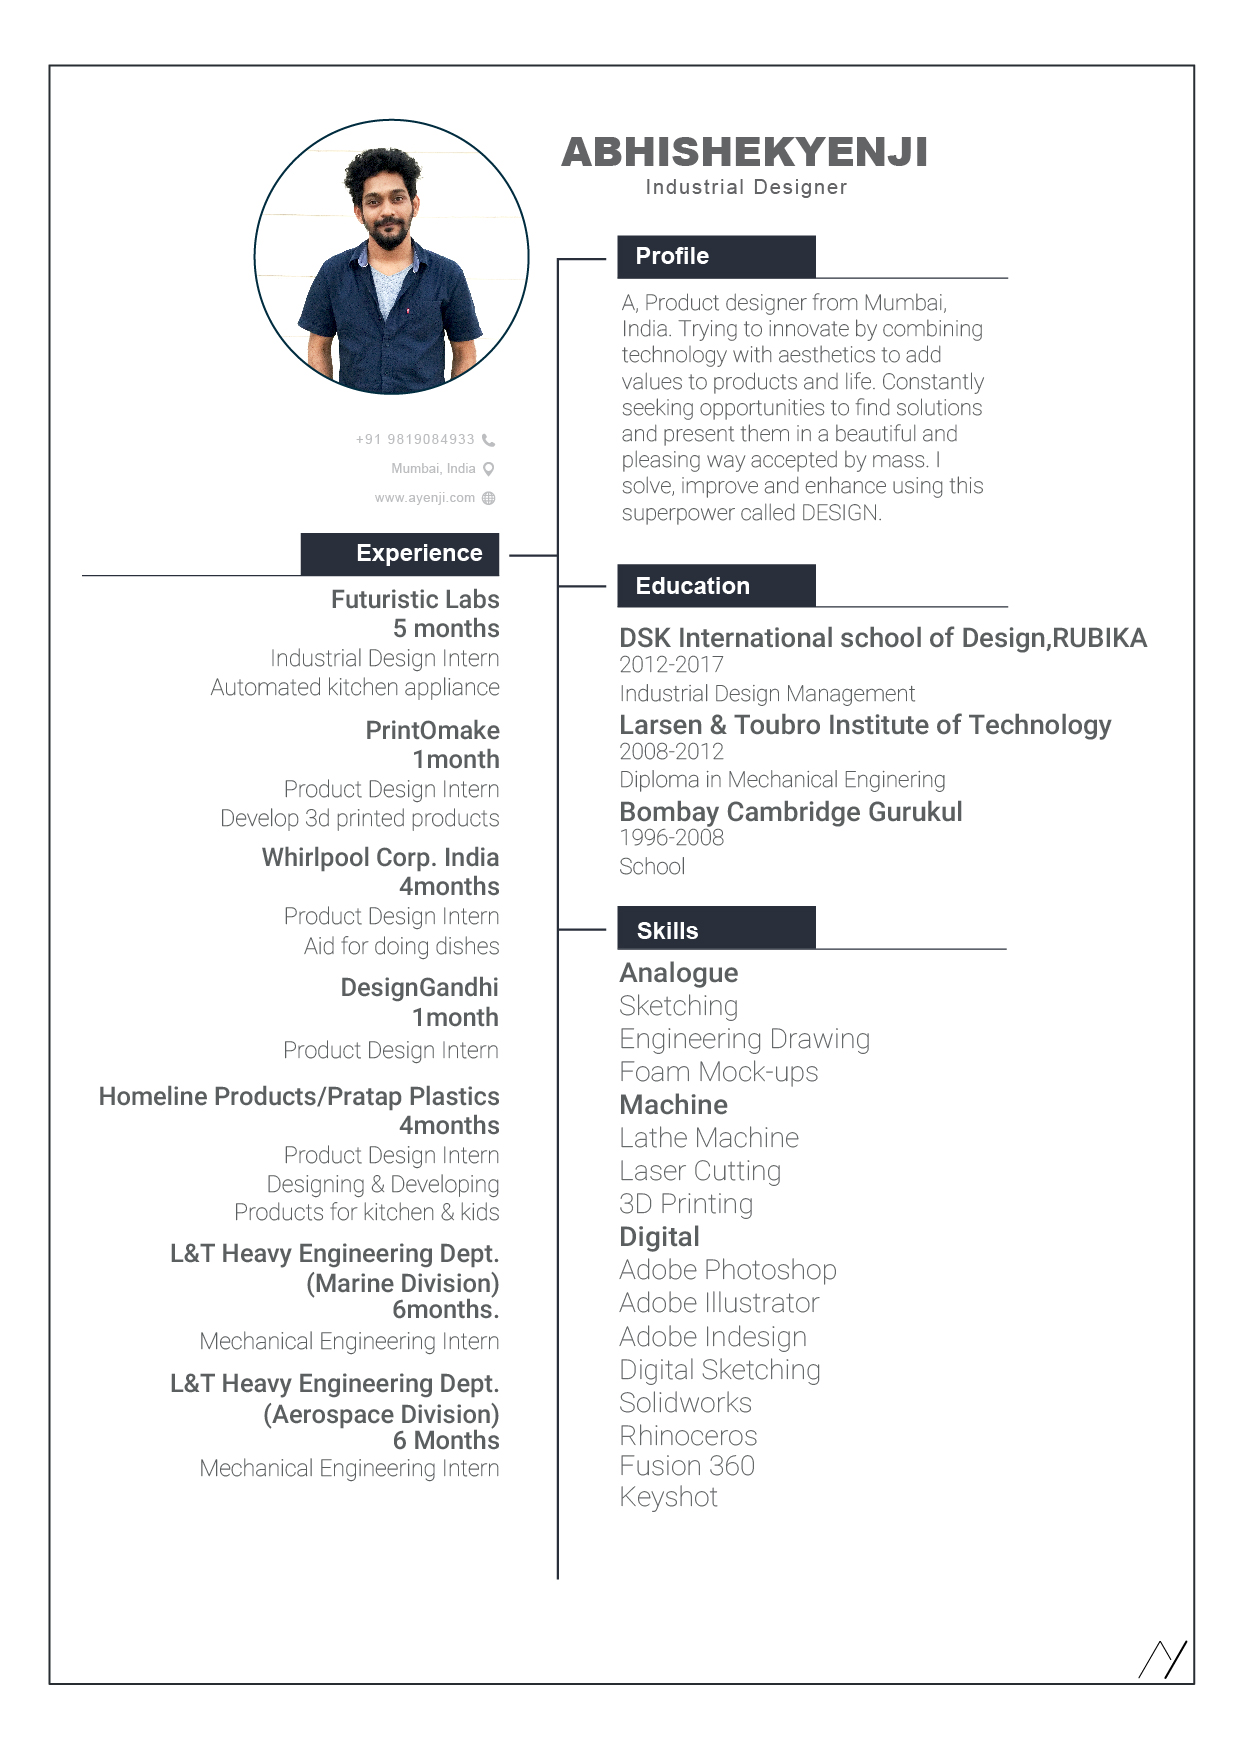 ABHISHEKYENJI
Industrial Designer
+91 9819084933
Mumbai, India
www.ayenji.com
Profile
A, Product designer from Mumbai,
India. Trying to innovate by combining
technology with aesthetics to add
values to products and life. Constantly
seeking opportunities to find solutions
and present them in a beautiful and
pleasing way accepted by mass. I
solve, improve and enhance using this
superpower called DESIGN.
Experience
Futuristic Labs
5 months
Industrial Design Intern
Automated kitchen appliance
PrintOmake
1month
Product Design Intern
Develop 3d printed products
Whirlpool Corp. India
4months
Product Design Intern
Aid for doing dishes
DesignGandhi
1month
Product Design Intern
Homeline Products/Pratap Plastics
4months
Product Design Intern
Designing & Developing
Products for kitchen & kids
L&T Heavy Engineering Dept.
(Marine Division)
6months.
Mechanical Engineering Intern
L&T Heavy Engineering Dept.
(Aerospace Division)
6 Months
Mechanical Engineering Intern
Education
DSK International school of Design,RUBIKA
2012-2017
Industrial Design Management
Larsen & Toubro Institute of Technology
2008-2012
Diploma in Mechanical Enginering
Bombay Cambridge Gurukul
1996-2008
School
Skills
Analogue
Sketching
Engineering Drawing
Foam Mock-ups
Machine
Lathe Machine
Laser Cutting
3D Printing
Digital
Adobe Photoshop
Adobe Illustrator
Adobe Indesign
Digital Sketching
Solidworks
Rhinoceros
Fusion 360
Keyshot